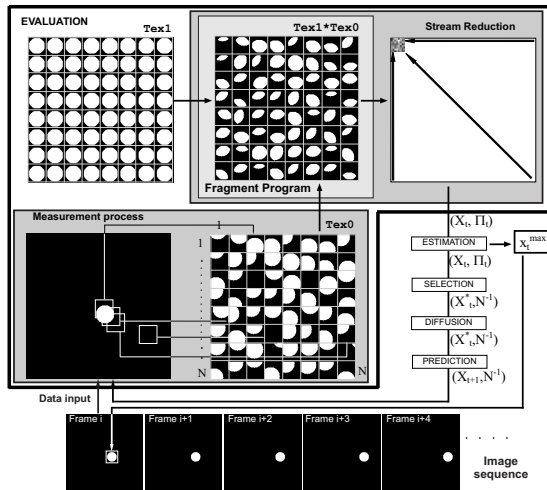 EVALUATION
Tex1
Tex1*Tex0
Stream Reduction
Fragment Program
Measurement process
Tex0
1
1
N
N
(X_t, Π_t)
ESTIMATION
x_t^max
(X_t, Π_t)
SELECTION
(X*_t,N^-1)
DIFFUSION
(X*_t,N^-1)
PREDICTION
(X_t+1,N^-1)
Data input
Frame i
Frame i+1
Frame i+2
Frame i+3
Frame i+4
. . . .
Image
sequence